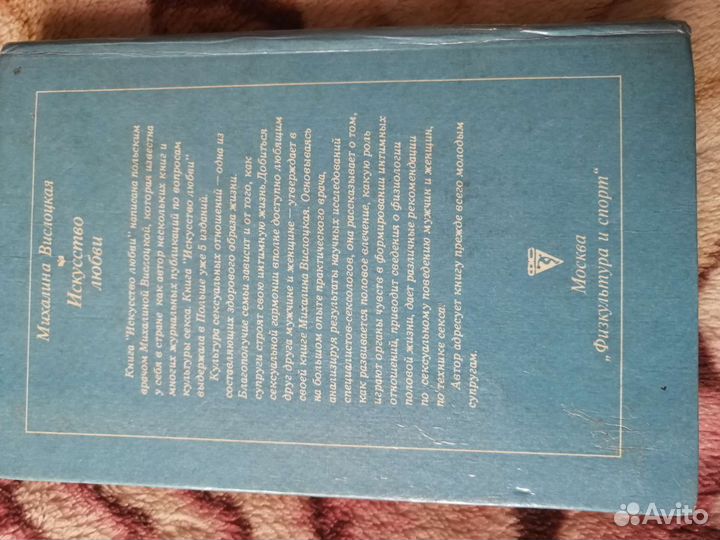 Михалина Вислоцкая
Искусство
любви
Книга "Искусство любви" написана польским
врачом Михалиной Вислоцкой, которая известна
у себя в стране как автор нескольких книг и
многих журнальных публикаций по вопросам
культуры секса. Книга "Искусство любви"
выдержала в Польше уже 5 изданий.
Культура сексуальных отношений — одна из
составляющих здорового образа жизни.
Благополучие семьи зависит и от того, как
супруги строят свою интимную жизнь. Добиться
сексуальной гармонии вполне доступно любящим
друг друга мужчине и женщине — утверждает в
своей книге Михалина Вислоцкая. Основываясь
на большом опыте практического врача,
анализируя результаты научных исследований
специалистов-сексологов, она рассказывает о том,
как развивается половое влечение, какую роль
играют органы чувств в формировании интимных
отношений, приводит сведения о физиологии
половой жизни, дает различные рекомендации
по сексуальному поведению мужчин и женщин,
по технике секса.
Автор адресует книгу прежде всего молодым
супругам.
Москва
„Физкультура и спорт“
Avito